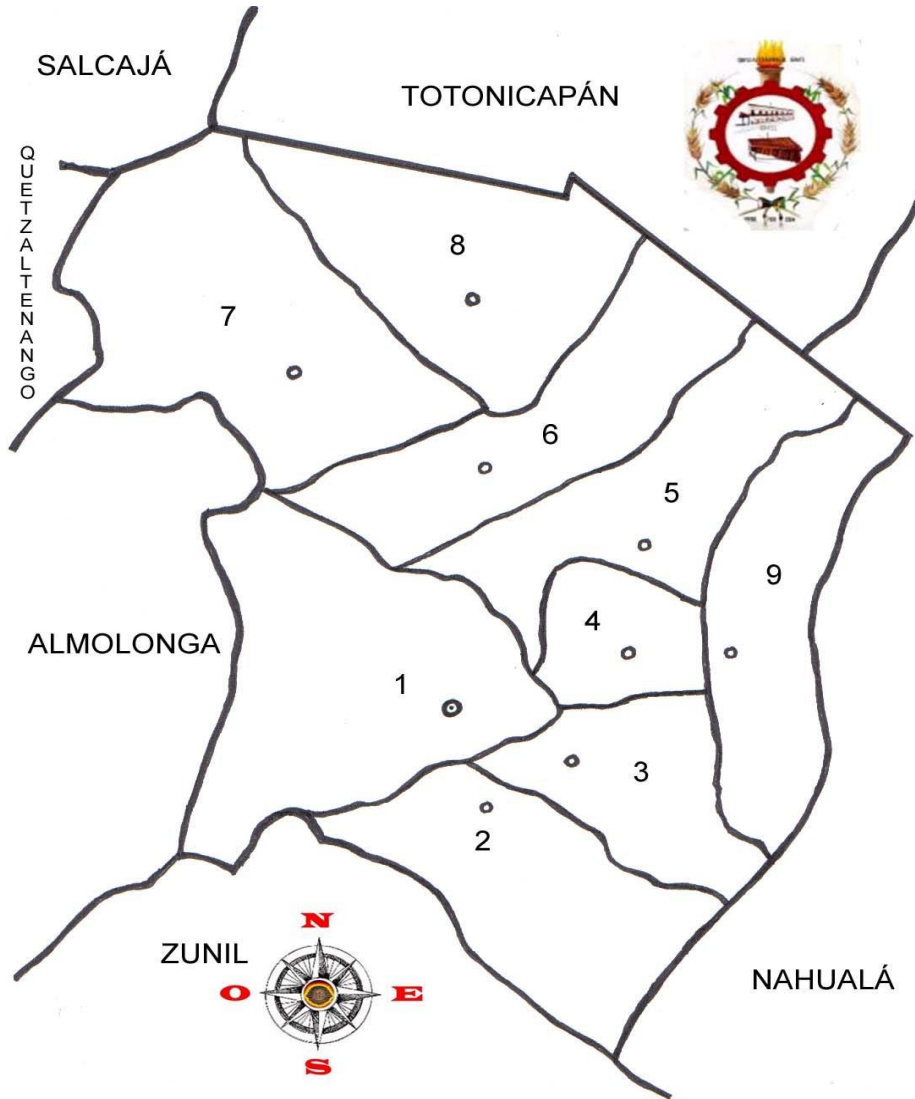 SALCAJÁ
TOTONICAPÁN
QUETZALTENANGO
8
7
6
5
9
4
ALMOLONGA
1
3
2
N
ZUNIL
O
E
NAHUALÁ
S